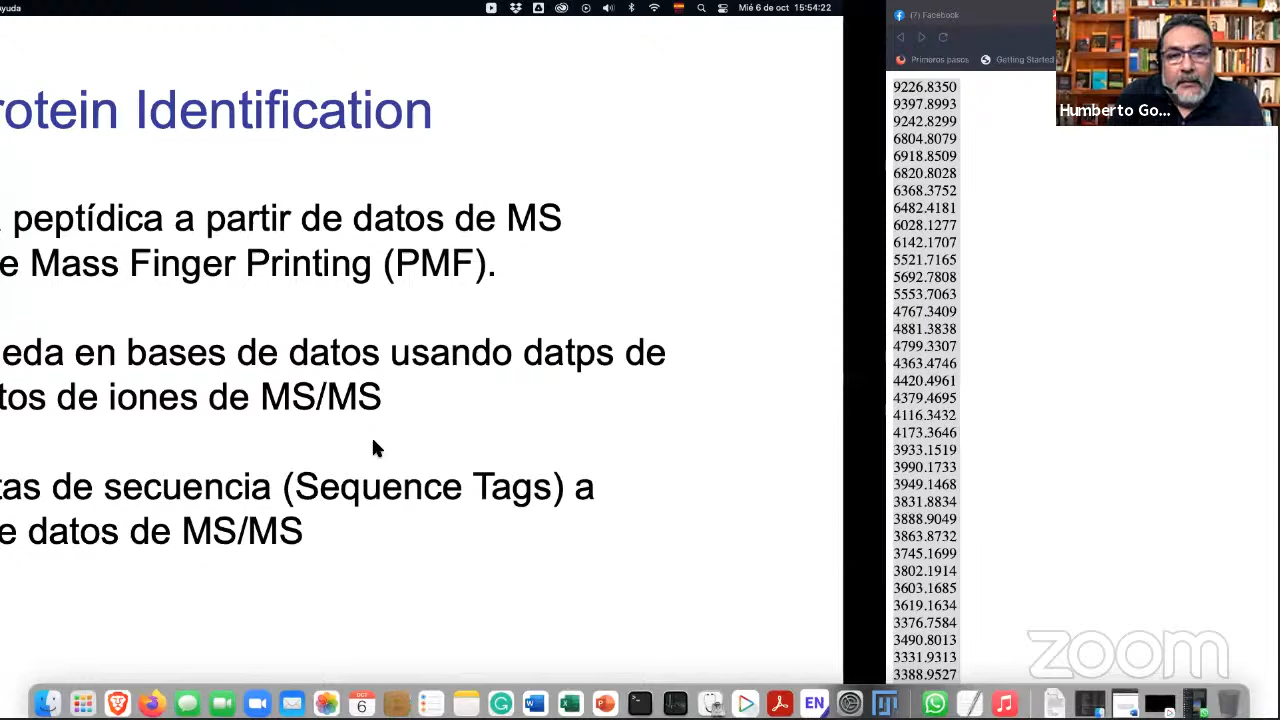 Ayuda
Mié 6 de oct 15:54:22
(7) Facebook
Primeros pasos
Getting Started
Humberto Go...
rotein Identification
peptídica a partir de datos de MS
e Mass Finger Printing (PMF).
eda en bases de datos usando datps de
tos de iones de MS/MS
tas de secuencia (Sequence Tags) a
e datos de MS/MS
9226.8350
9397.8993
9242.8299
6804.8079
6918.8509
6820.8028
6368.3752
6482.4181
6028.1277
6142.1707
5521.7165
5692.7808
5553.7063
4767.3409
4881.3838
4799.3307
4363.4746
4420.4961
4379.4695
4116.3432
4173.3646
3933.1519
3990.1733
3949.1468
3831.8834
3888.9049
3863.8732
3745.1699
3802.1914
3603.1685
3619.1634
3376.7584
3490.8013
3331.9313
3388.9527
zoom
OCT
6
EN